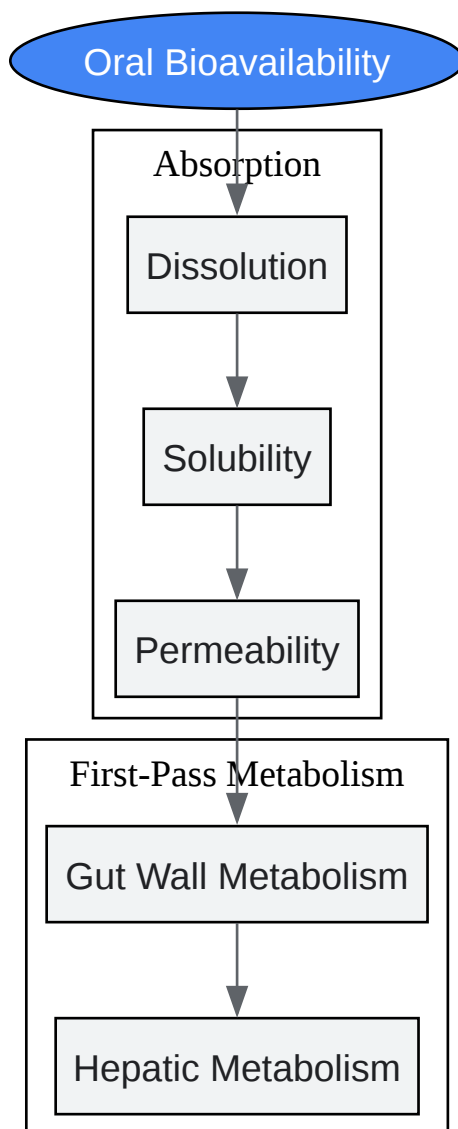 Oral Bioavailability
Absorption
Dissolution
Solubility
Permeability
First-Pass Metabolism
Gut Wall Metabolism
Hepatic Metabolism